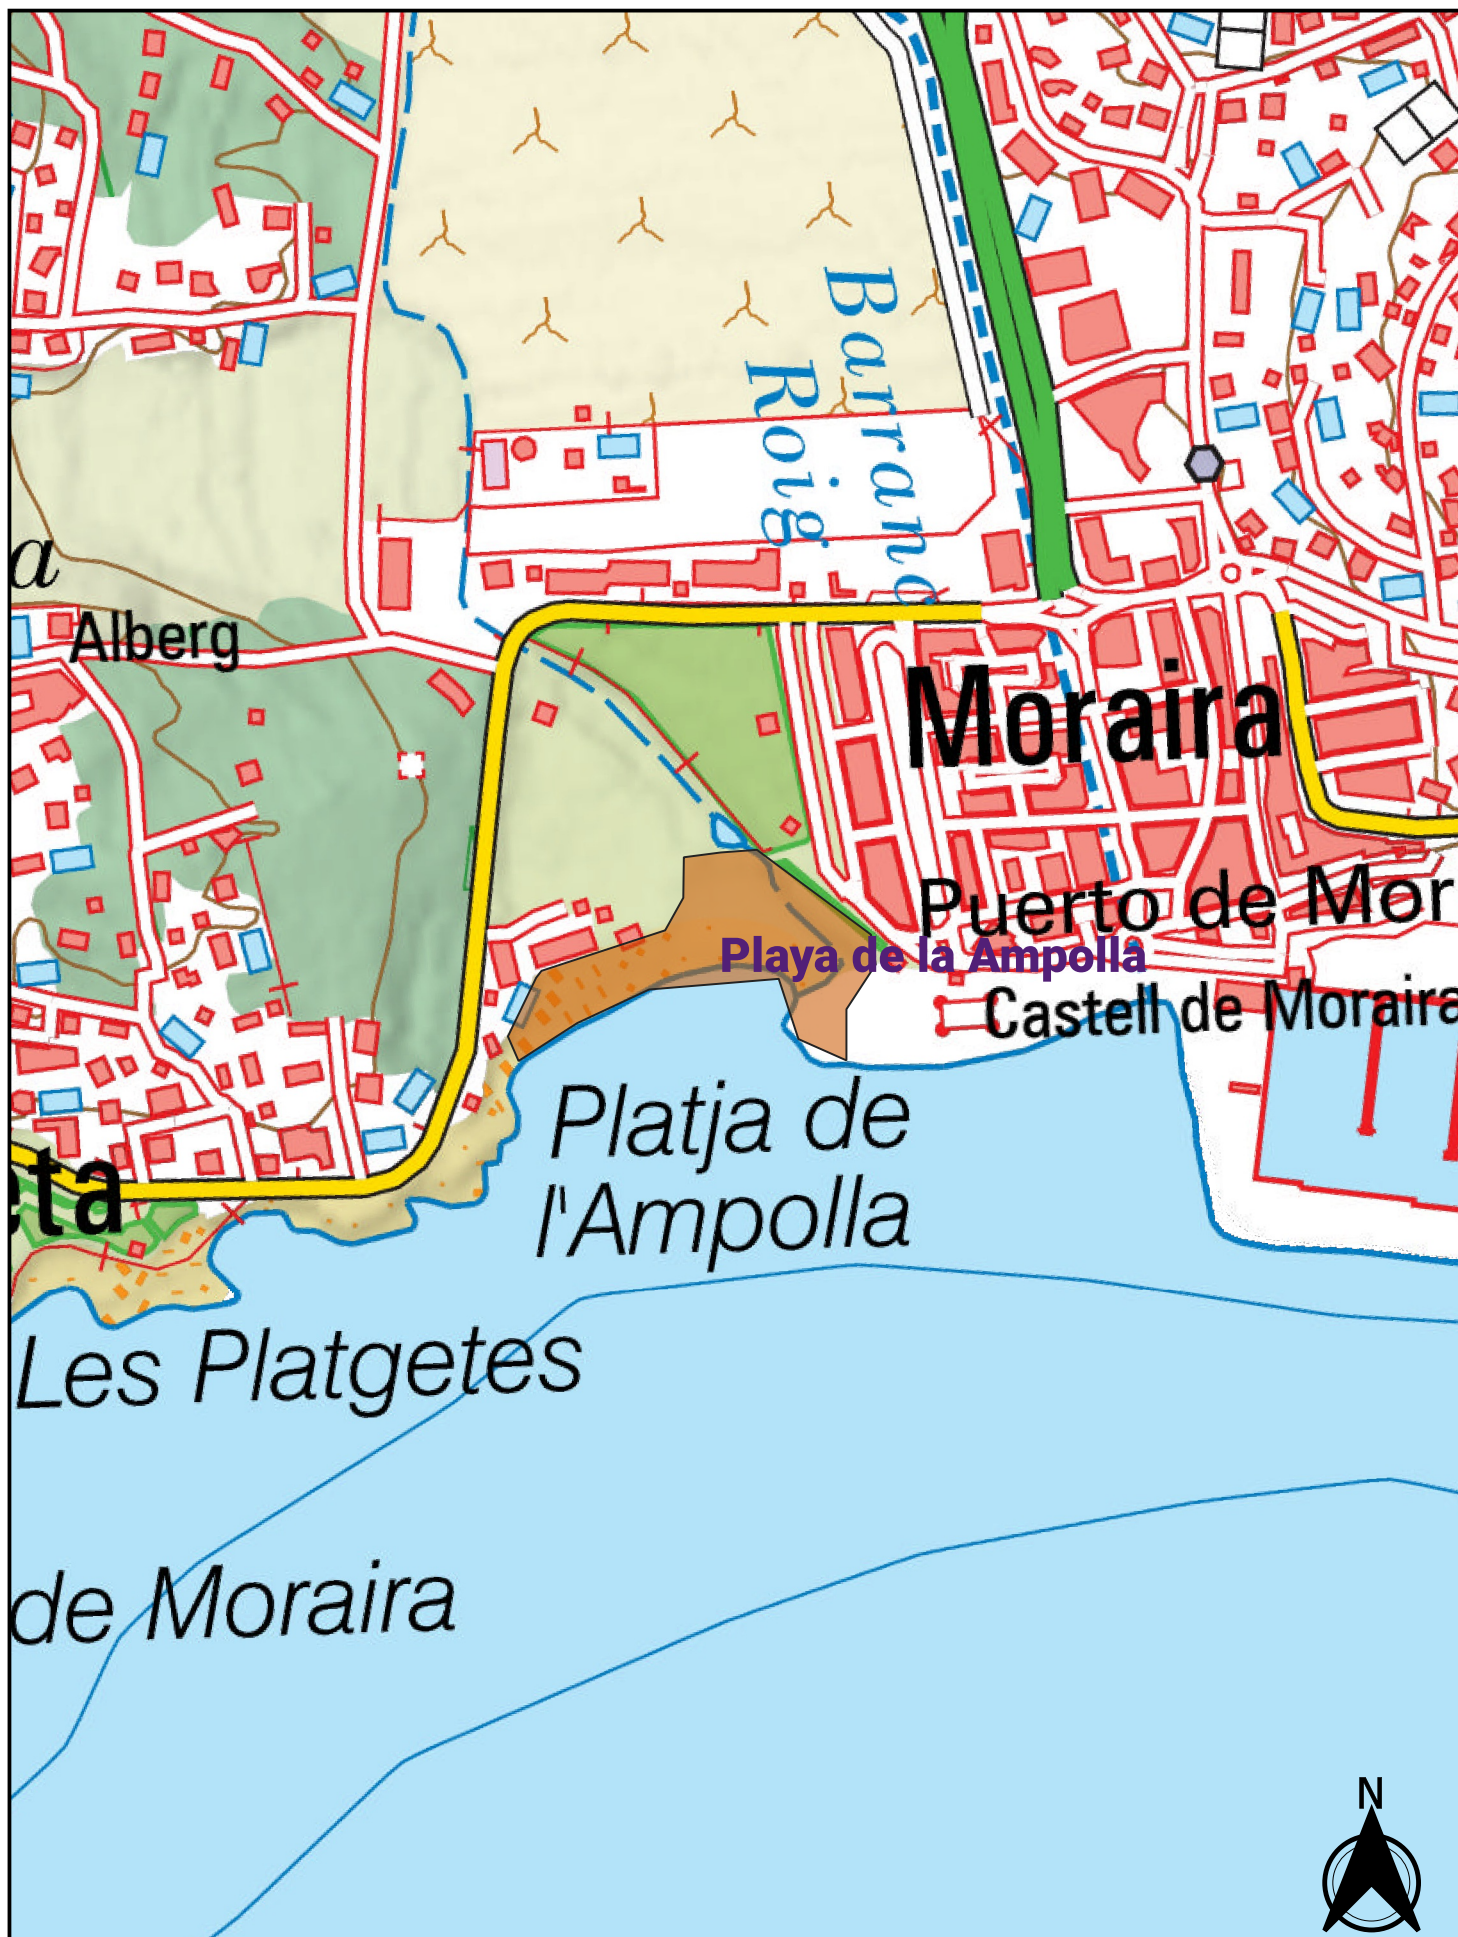 Barranc
Roig
a
Alberg
Moraira
Puerto de Mor
Playa de la Ampolla
Castell de Moraira
Platja de
l'Ampolla
eta
Les Platgetes
de Moraira
N